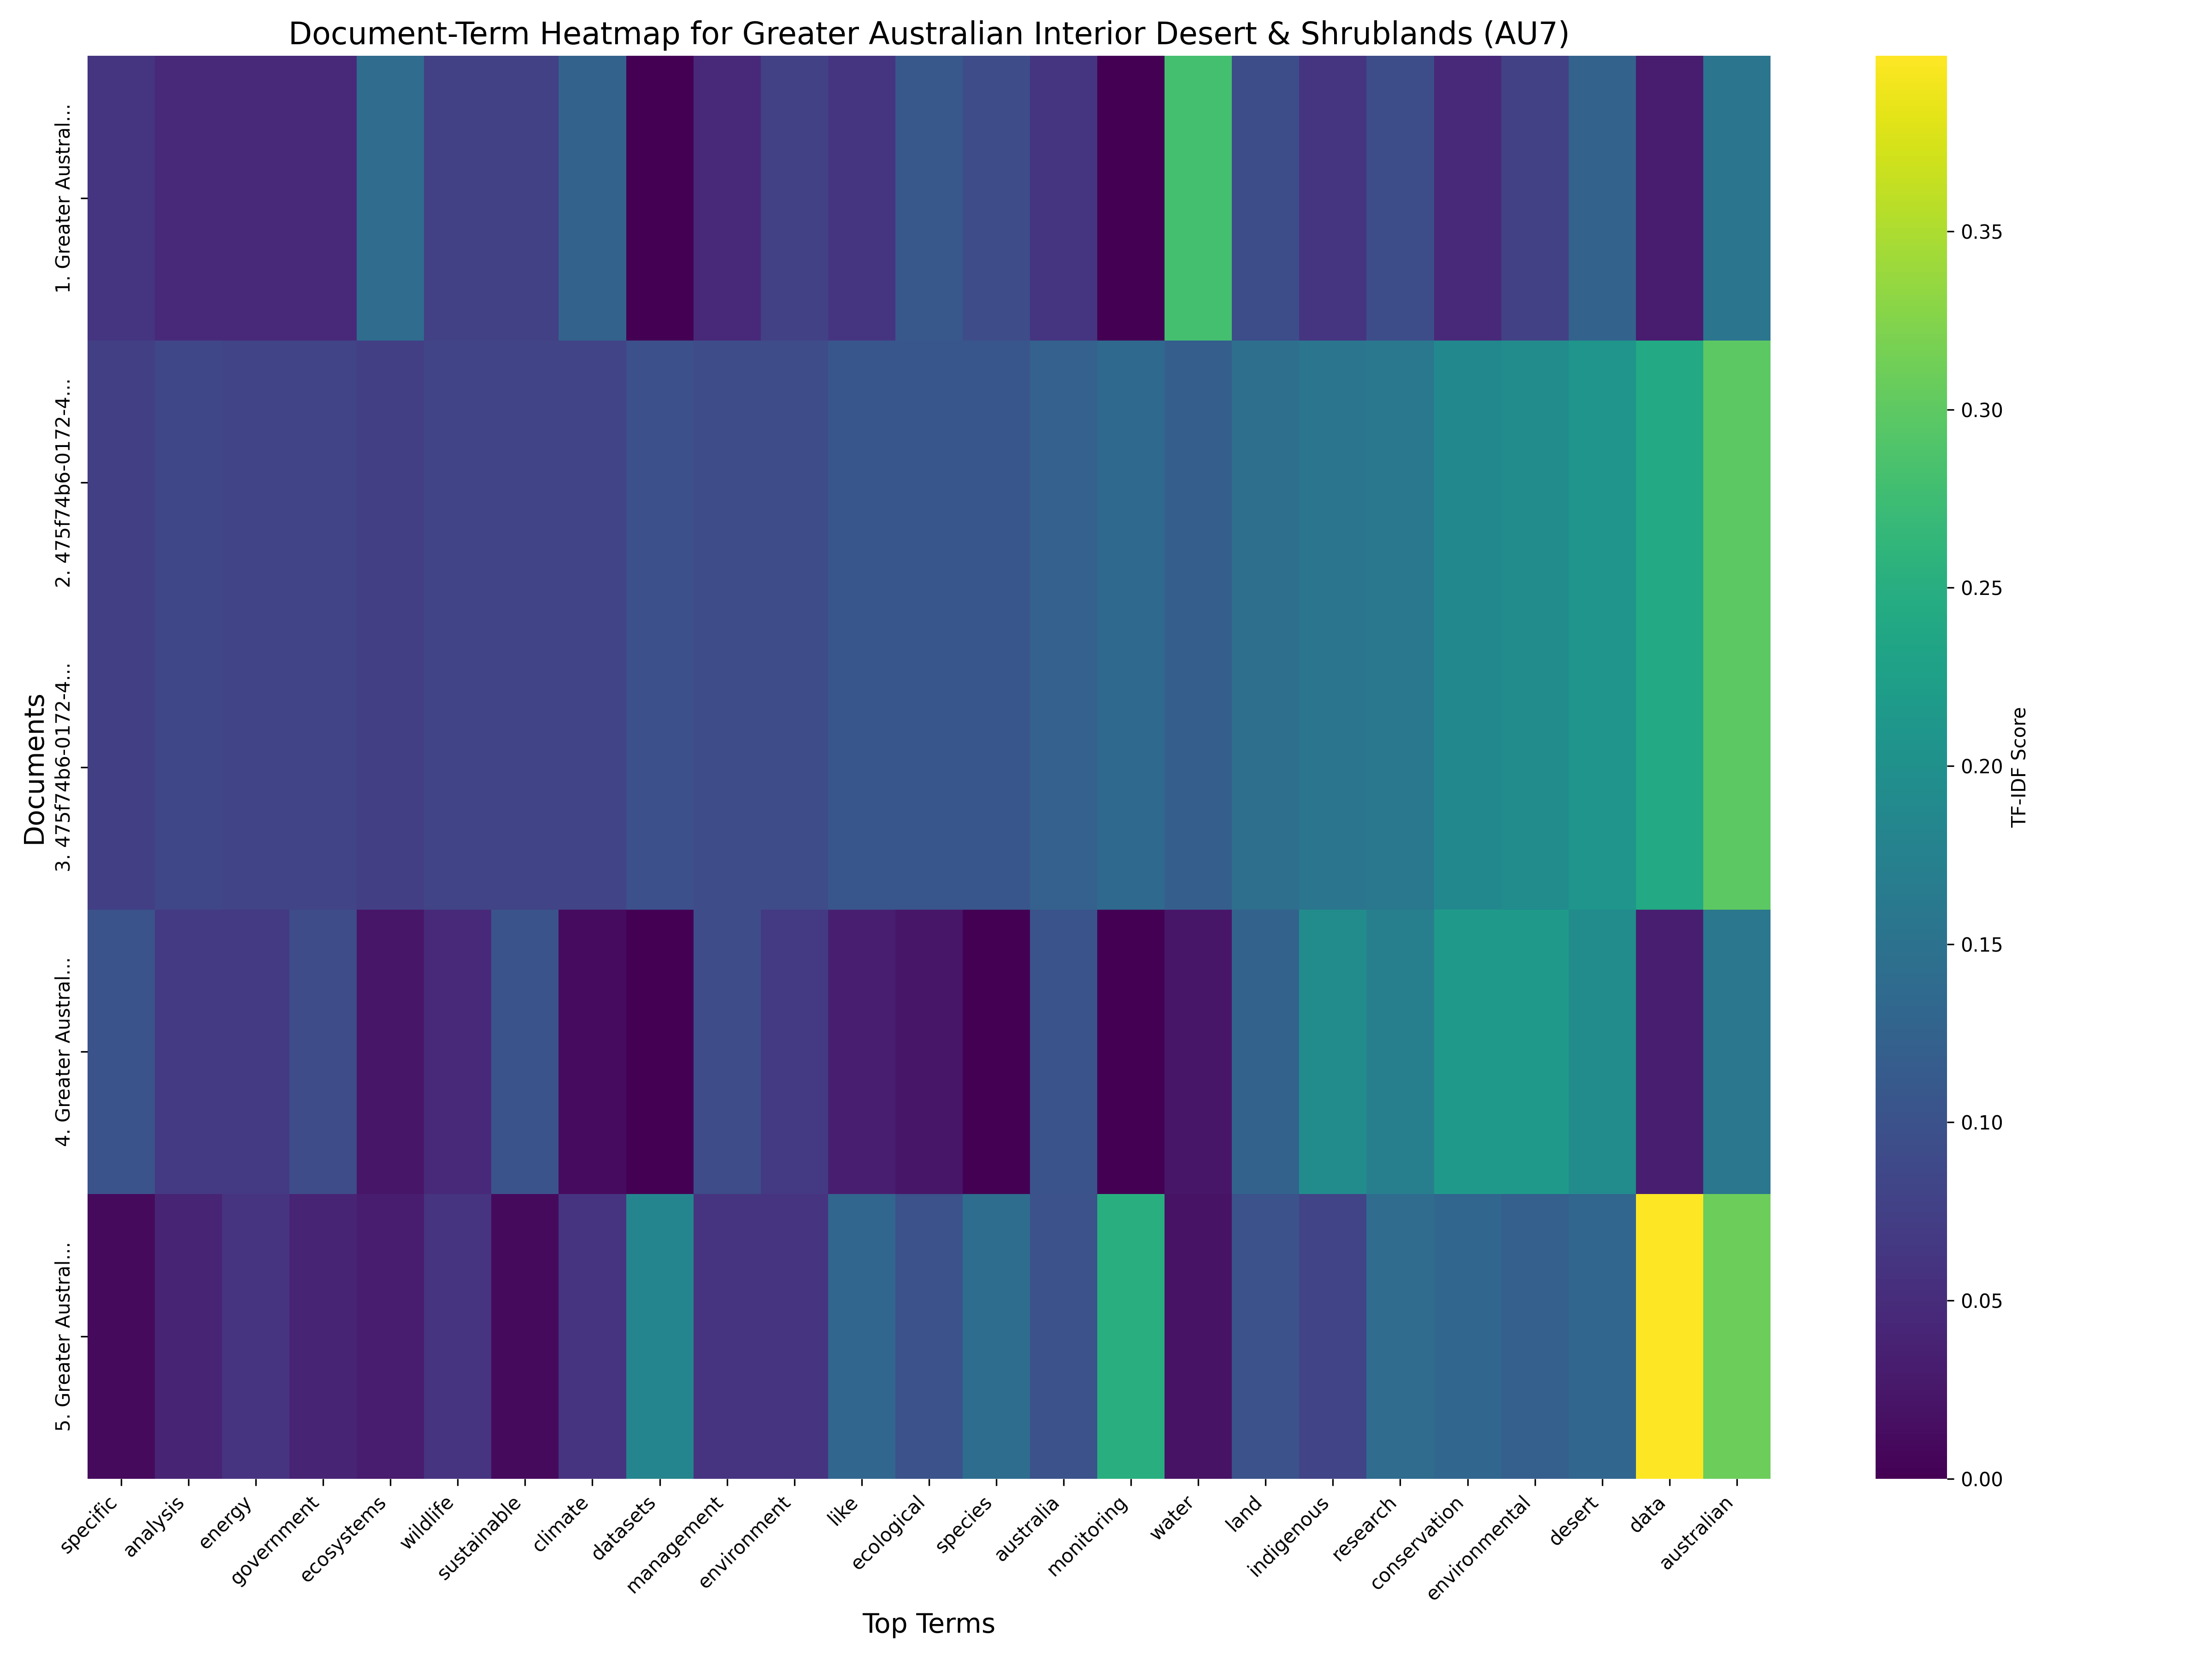 Document-Term Heatmap for Greater Australian Interior Desert & Shrublands (AU7)
Documents
1. Greater Austral...
2. 475f74b6-0172-4...
3. 475f74b6-0172-4...
4. Greater Austral...
5. Greater Austral...
specific
analysis
energy
government
ecosystems
wildlife
sustainable
climate
datasets
management
environment
like
ecological
species
australia
monitoring
water
land
indigenous
research
conservation
environmental
desert
data
australian
Top Terms
0.35
0.30
0.25
0.20
0.15
0.10
0.05
0.00
TF-IDF Score